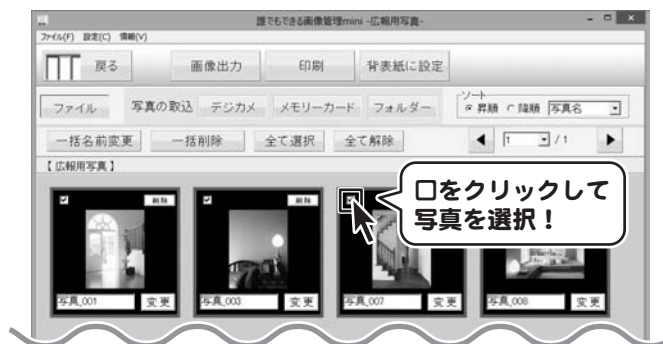 誰でもできる画像管理mini -広報用写真-
ファイル(F) 設定(C) 情報(V)
戻る 画像出力 印刷 背表紙に設定
ファイル 写真の取込 デジカメ メモリーカード フォルダー ソート 昇順 降順 写真名
一括名前変更 一括削除 全て選択 全て解除 1 / 1
【広報用写真】
削除 削除
□をクリックして
写真を選択！
写真_001 変更 写真_003 変更 写真_007 変更 写真_008 変更